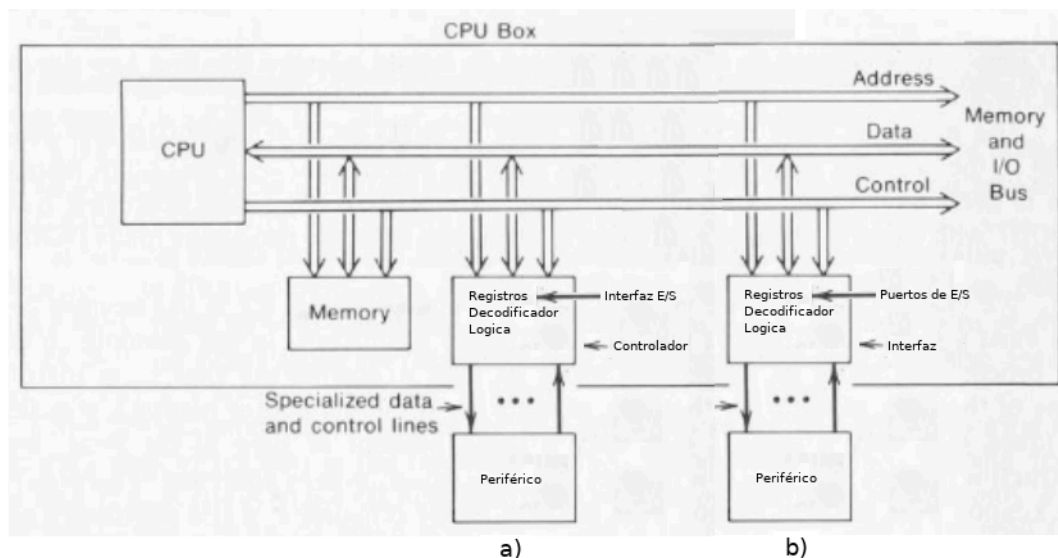 CPU Box
CPU
Address
Data
Control
Memory
and
I/O
Bus
Memory
Registros
Decodificador
Logica
Interfaz E/S
Controlador
Registros
Decodificador
Logica
Puertos de E/S
Interfaz
Specialized data
and control lines
Periférico
Periférico
a)
b)